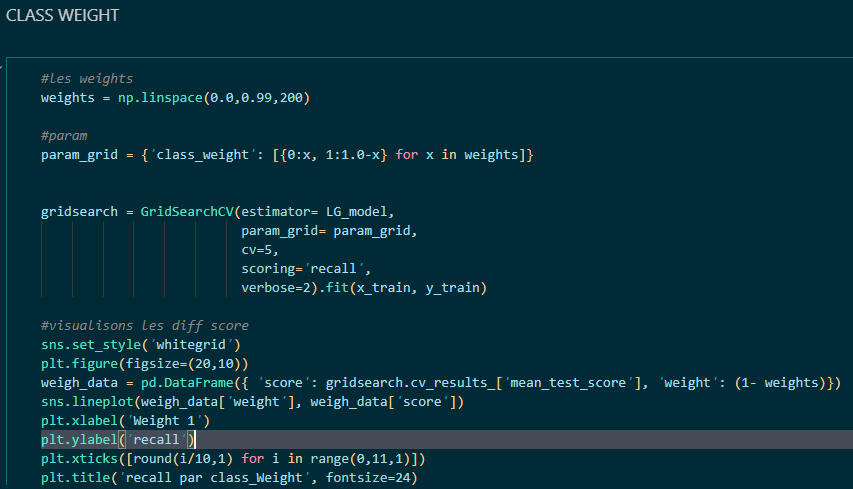 CLASS WEIGHT
#les weights
weights = np.linspace(0.0,0.99,200)
#param
param_grid = {'class_weight': [{0:x, 1:1.0-x} for x in weights]}
gridsearch = GridSearchCV(estimator= LG_model,
param_grid= param_grid,
cv=5,
scoring='recall',
verbose=2).fit(x_train, y_train)
#visualisons les diff score
sns.set_style('whitegrid')
plt.figure(figsize=(20,10))
weigh_data = pd.DataFrame({ 'score': gridsearch.cv_results_['mean_test_score'], 'weight': (1- weights)})
sns.lineplot(weigh_data['weight'], weigh_data['score'])
plt.xlabel('Weight 1')
plt.ylabel('recall')
plt.xticks([round(i/10,1) for i in range(0,11,1)])
plt.title('recall par class_Weight', fontsize=24)